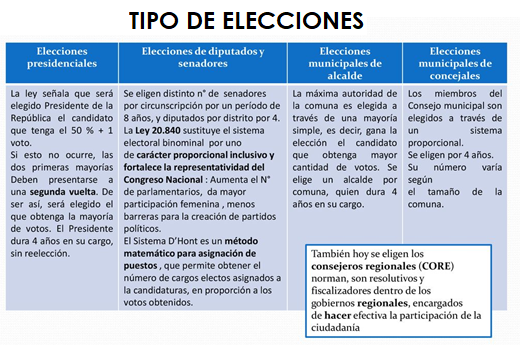 TIPO DE ELECCIONES
Elecciones
presidenciales
La ley señala que será
elegido Presidente de la
República el candidato
que tenga el 50 % + 1
voto.
Si esto no ocurre, las
dos primeras mayorías
Deben presentarse a
una segunda vuelta. De
ser así, será elegido el
que obtenga la mayoría
de votos. El Presidente
dura 4 años en su cargo,
sin reelección.
Elecciones de diputados y
senadores
Se eligen distinto n° de senadores
por circunscripción por un período de
8 años, y diputados por distrito por 4.
La Ley 20.840 sustituye el sistema
electoral binominal por uno
de carácter proporcional inclusivo y
fortalece la representatividad del
Congreso Nacional : Aumenta el N°
de parlamentarios, da mayor
participación femenina , menos
barreras para la creación de partidos
políticos.
El Sistema D’Hont es un método
matemático para asignación de
puestos , que permite obtener el
número de cargos electos asignados a
la candidaturas, en proporción a los
votos obtenidos.
Elecciones
municipales de
alcalde
La máxima autoridad de
la comuna es elegida a
través de una mayoría
simple, es decir, gana la
elección el candidato
que obtenga mayor
cantidad de votos. Se
elige un alcalde por
comuna, quien dura 4
años en su cargo.
Elecciones
municipales de
concejales
Los miembros del
Consejo municipal son
elegidos a través de
un sistema
proporcional.
Se eligen por 4 años.
Su número varía
según
el tamaño de la
comuna.
También hoy se eligen los
consejeros regionales (CORE)
norman, son resolutivos y
fiscalizadores dentro de los
gobiernos regionales, encargados
de hacer efectiva la participación de la
ciudadanía